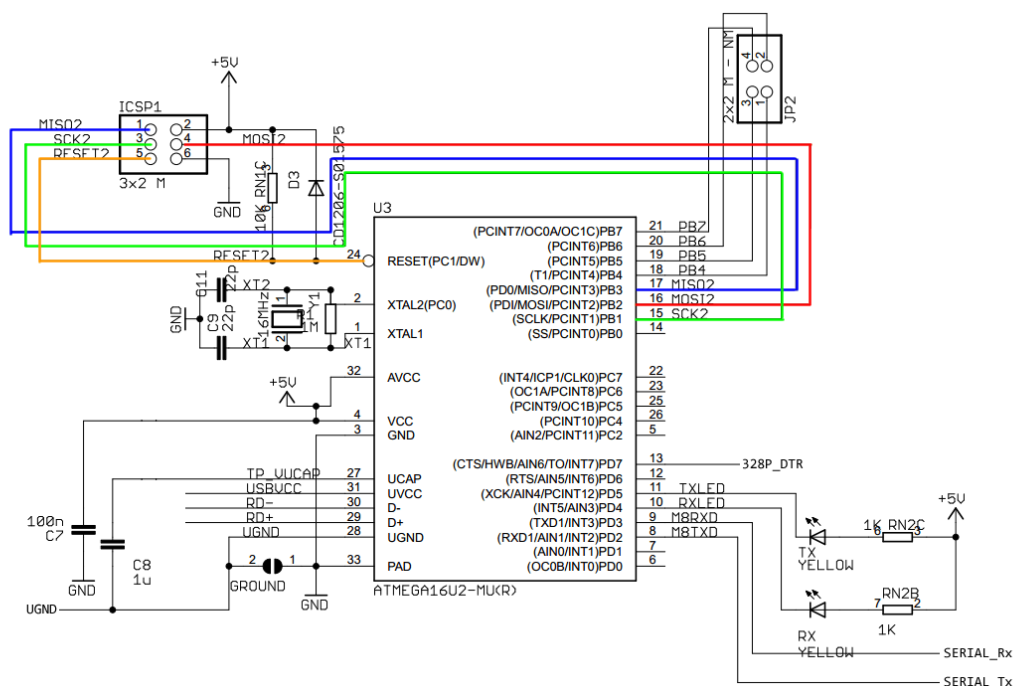 +5V
ICSP1
MISO2
1
2
SCK2
3
4
MOSI2
RESET2
5
6
3x2 M
GND
10K RN1C
3
6
D3
CD1206-S01575
2x2 M - NM
4
2
3
1
JP2
U3
RESET2
24
RESET(PC1/DW)
(PCINT7/OC0A/OC1C)PB7
21
PB7
(PCINT6)PB6
20
PB6
(PCINT5)PB5
19
PB5
(T1/PCINT4)PB4
18
PB4
(PD0/MISO/PCINT3)PB3
17
MISO2
(PDI/MOSI/PCINT2)PB2
16
MOSI2
(SCLK/PCINT1)PB1
15
SCK2
(SS/PCINT0)PB0
14
C11
22p
XT2
2
XTAL2(PC0)
GND
C9
22p
16MHz
1
2
Y1
R1
1M
XT1
XT1
1
XTAL1
32
AVCC
+5V
4
VCC
3
GND
(INT4/ICP1/CLK0)PC7
22
(OC1A/PCINT8)PC6
23
(PCINT9/OC1B)PC5
25
(PCINT10)PC4
26
(AIN2/PCINT11)PC2
5
(CTS/HWB/AIN6/TO/INT7)PD7
13
328P_DTR
(RTS/AIN5/INT6)PD6
12
(XCK/AIN4/PCINT12)PD5
11
TXLED
(INT5/AIN3)PD4
10
RXLED
(TXD1/INT3)PD3
9
M8RXD
(RXD1/AIN1/INT2)PD2
8
M8TXD
(AIN0/INT1)PD1
7
(OC0B/INT0)PD0
6
TP_VUCAP
27
UCAP
USBVCC
31
UVCC
RD-
30
D-
RD+
29
D+
UGND
28
UGND
2
1
33
PAD
GROUND
GND
ATMEGA16U2-MU(R)
100n
C7
GND
C8
1u
UGND
+5V
1K RN2C
6
3
TX
YELLOW
RN2B
7
2
1K
RX
YELLOW
SERIAL_Rx
SERIAL_Tx